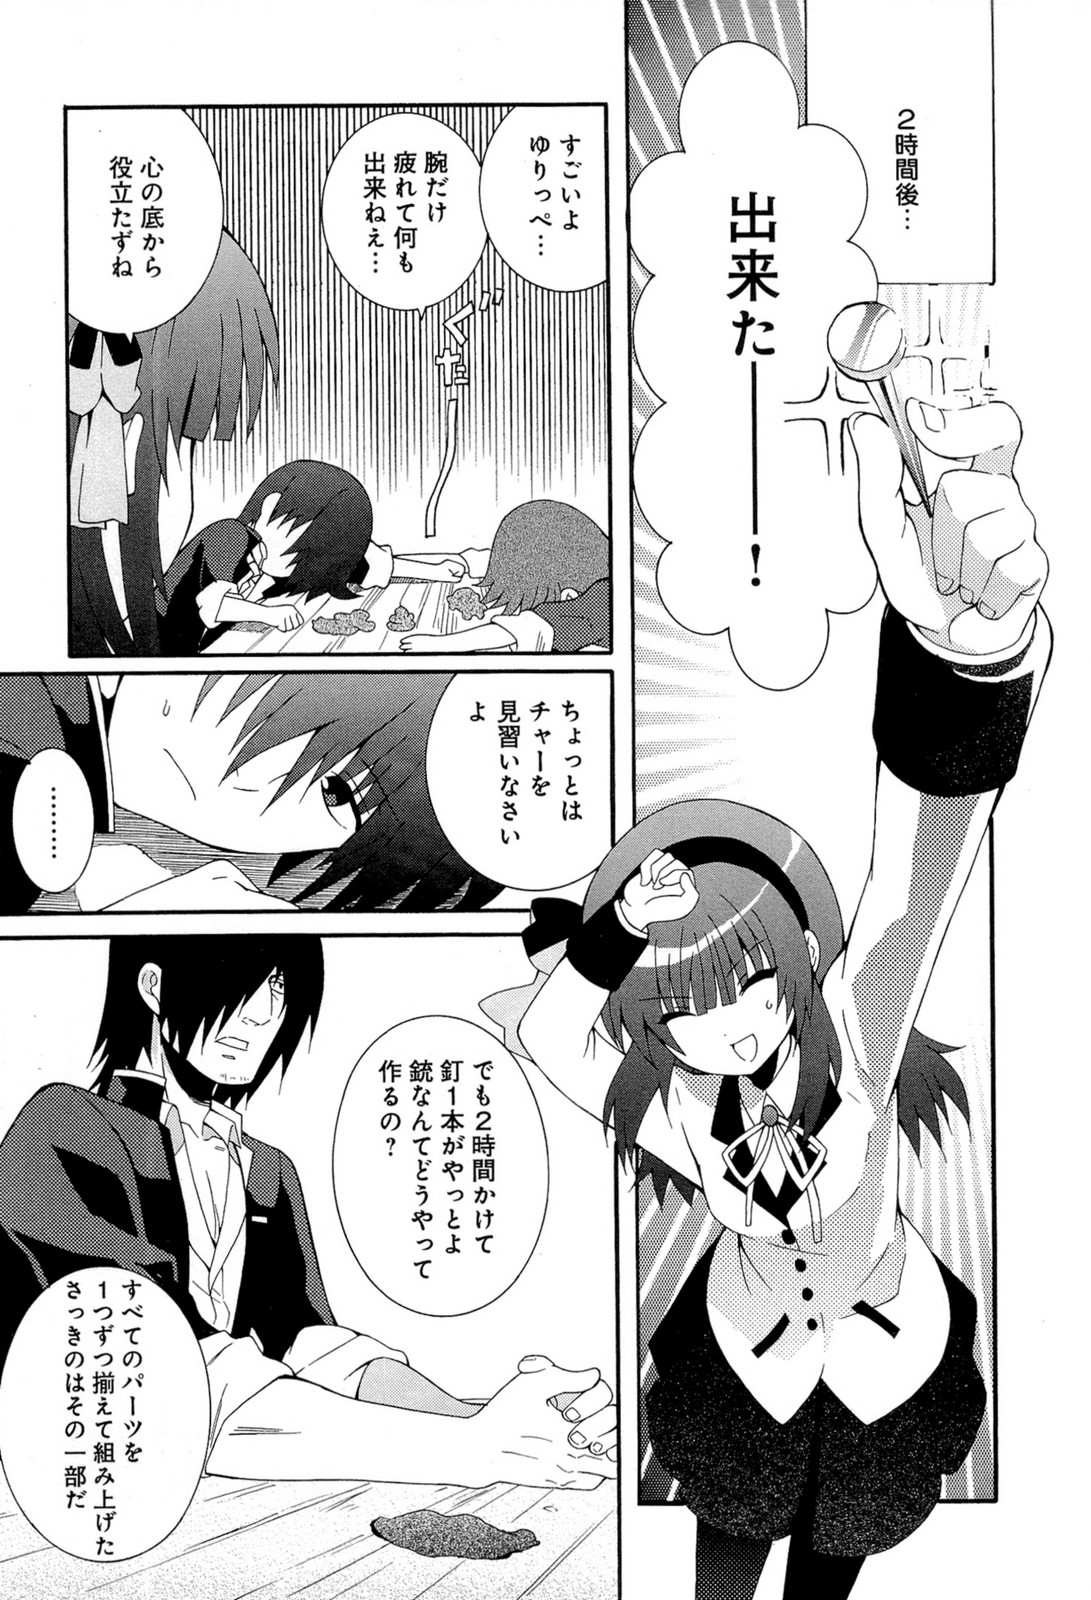 2時間後…
出来たーー！
すごいよ
ゆりっぺ…
腕だけ
疲れて何も
出来ねえ…
心の底から
役立たずね
ぐ
た
ちょっとは
チャーを
見習いなさい
よ
………
でも2時間かけて
釘1本がやっとよ
銃なんてどうやって
作るの？
すべてのパーツを
1つずつ揃えて組み上げた
さっきのはその一部だ